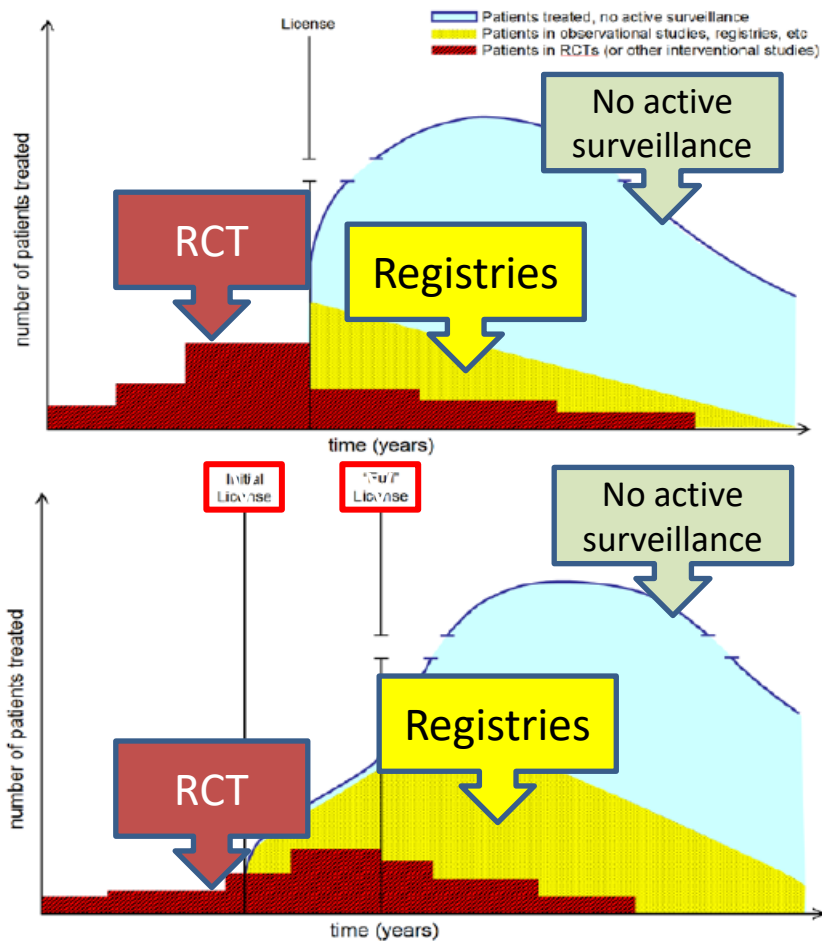 License
Patients treated, no active surveillance
Patients in observational studies, registries, etc
Patients in RCTs (or other interventional studies)
No active
surveillance
number of patients treated
RCT
Registries
time (years)
Initial
License
"Full"
License
No active
surveillance
number of patients treated
Registries
RCT
time (years)